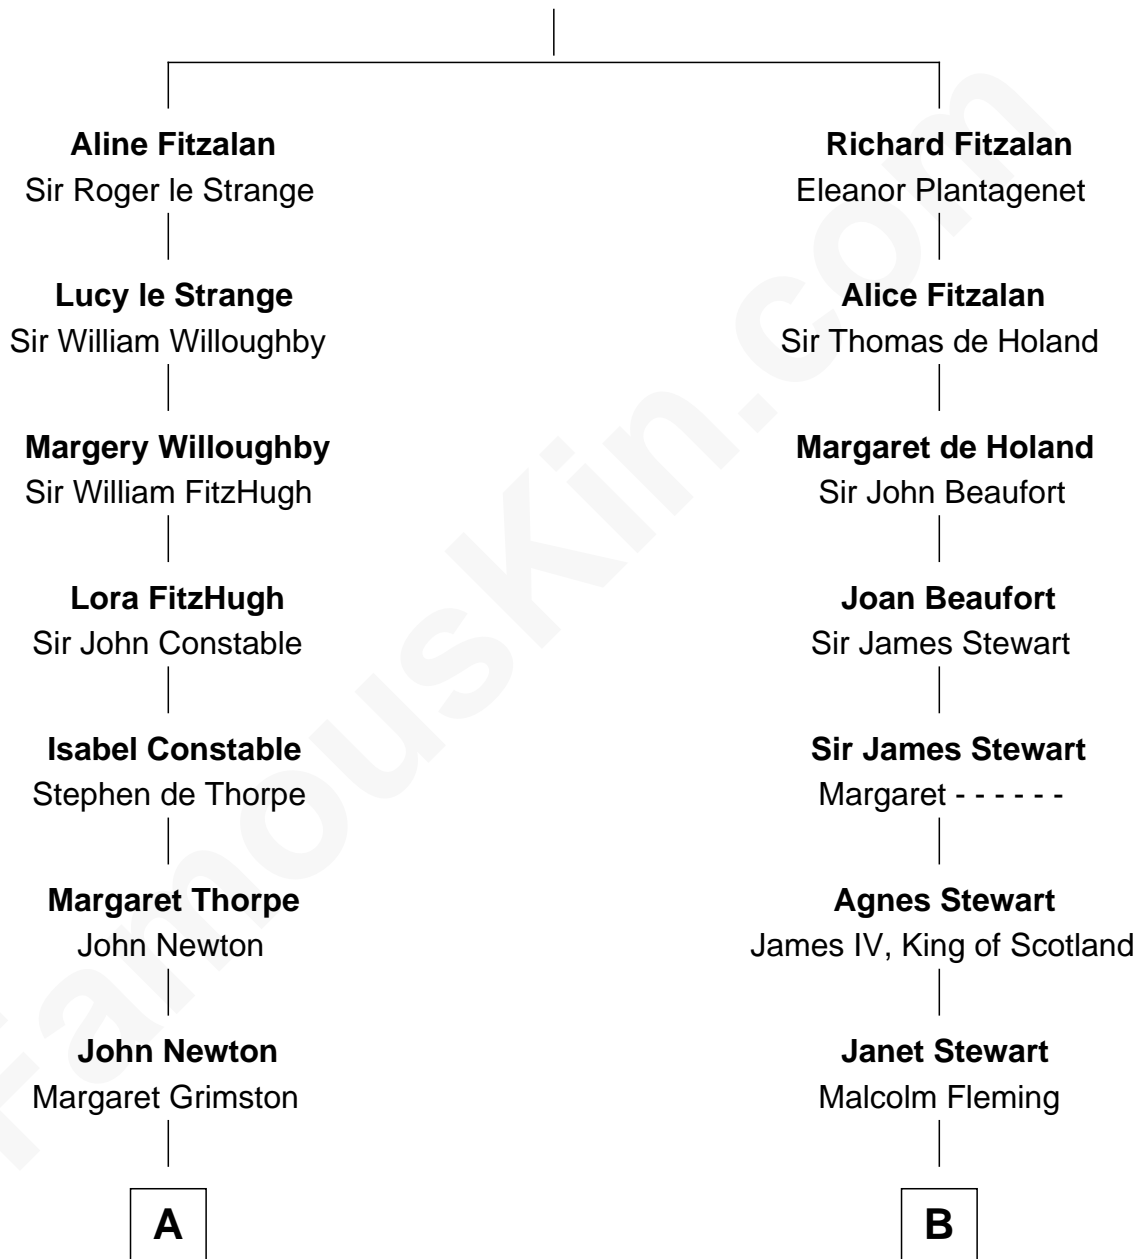 Aline Fitzalan
Sir Roger le Strange
Lucy le Strange
Sir William Willoughby
Margery Willoughby
Sir William FitzHugh
Lora FitzHugh
Sir John Constable
Isabel Constable
Stephen de Thorpe
Margaret Thorpe
John Newton
John Newton
Margaret Grimston
A
Richard Fitzalan
Eleanor Plantagenet
Alice Fitzalan
Sir Thomas de Holand
Margaret de Holand
Sir John Beaufort
Joan Beaufort
Sir James Stewart
Sir James Stewart
Margaret - - - - - -
Agnes Stewart
James IV, King of Scotland
Janet Stewart
Malcolm Fleming
B
FamousKin.com